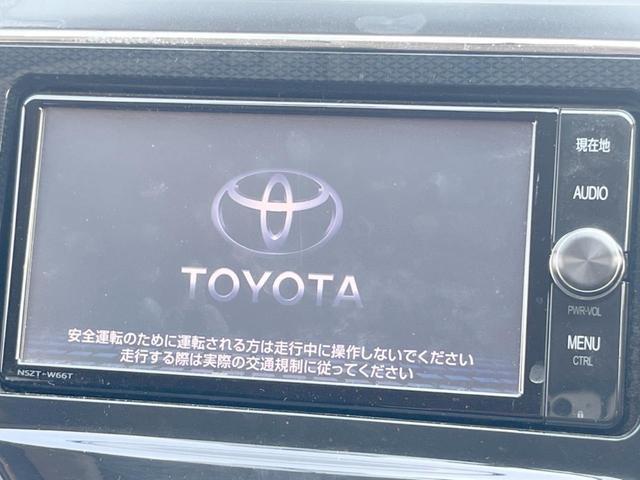 現在地
AUDIO
TOYOTA
PWR-VOL
安全運転のために運転される方は走行中に操作しないでください
走行する際は実際の交通規制に従ってください
MENU
CTRL
NSZT-W66T